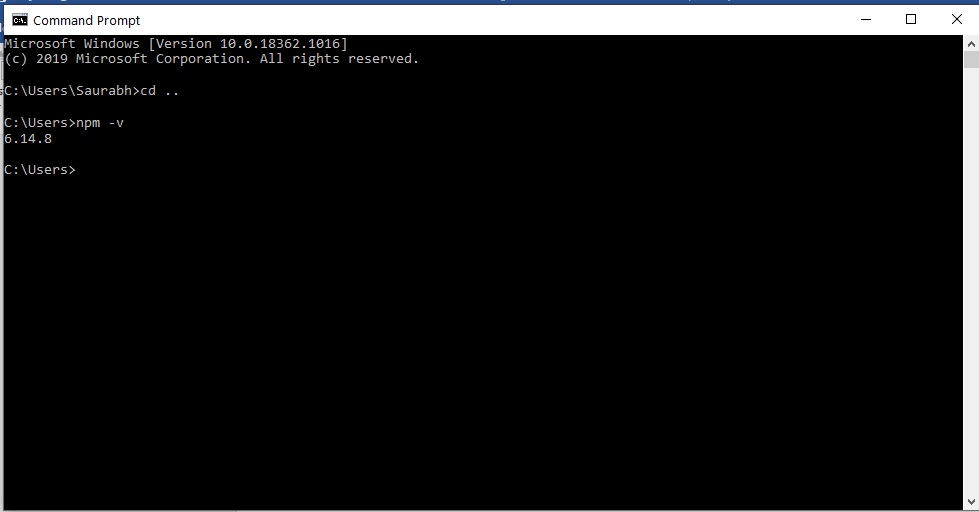 Command Prompt
Microsoft Windows [Version 10.0.18362.1016]
(c) 2019 Microsoft Corporation. All rights reserved.
C:\Users\Saurabh>cd ..
C:\Users>npm -v
6.14.8
C:\Users>